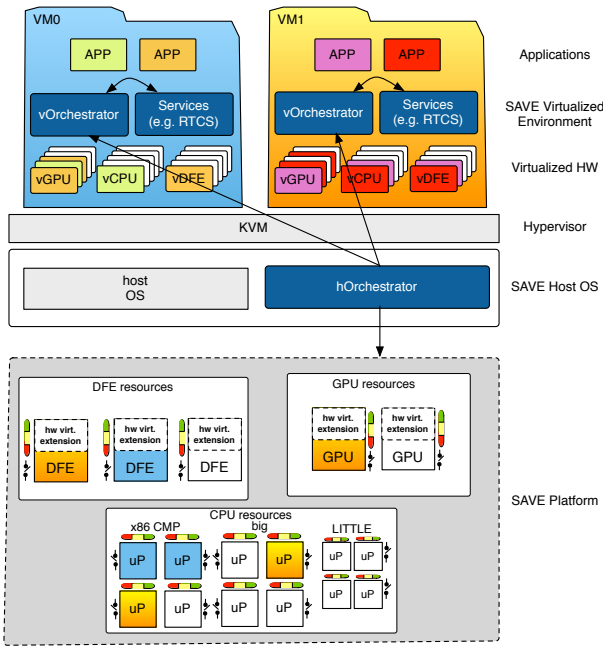 VM0
VM1
APP
APP
APP
APP
Applications
vOrchestrator
Services
(e.g. RTCS)
vOrchestrator
Services
(e.g. RTCS)
SAVE Virtualized
Environment
vGPU
vCPU
vDFE
vGPU
vCPU
vDFE
Virtualized HW
KVM
Hypervisor
host
OS
hOrchestrator
SAVE Host OS
DFE resources
GPU resources
hw virt.
extension
DFE
hw virt.
extension
DFE
hw virt.
extension
DFE
hw virt.
extension
GPU
hw virt.
extension
GPU
SAVE Platform
CPU resources
x86 CMP
big
LITTLE
uP
uP
uP
uP
uP
uP
uP
uP
uP
uP
uP
uP